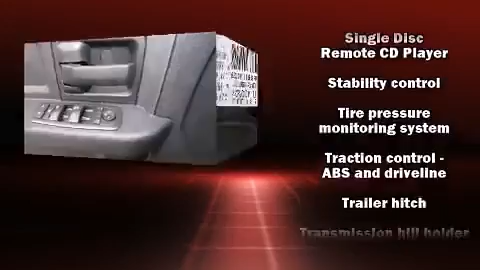 Single Disc
Remote CD Player
Stability control
Tire pressure
monitoring system
Traction control -
ABS and driveline
Trailer hitch
Transmission hill holder